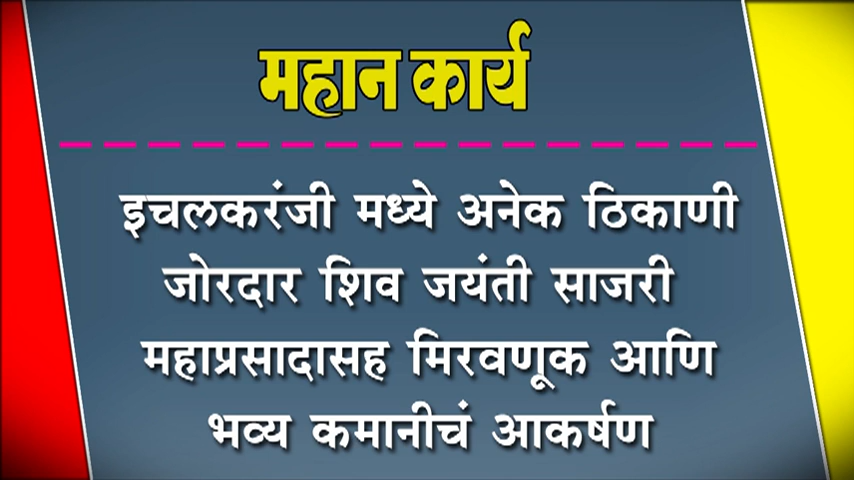 महान कार्य
इचलकरंजी मध्ये अनेक ठिकाणी
जोरदार शिव जयंती साजरी
महाप्रसादासह मिरवणूक आणि
भव्य कमानीचं आकर्षण